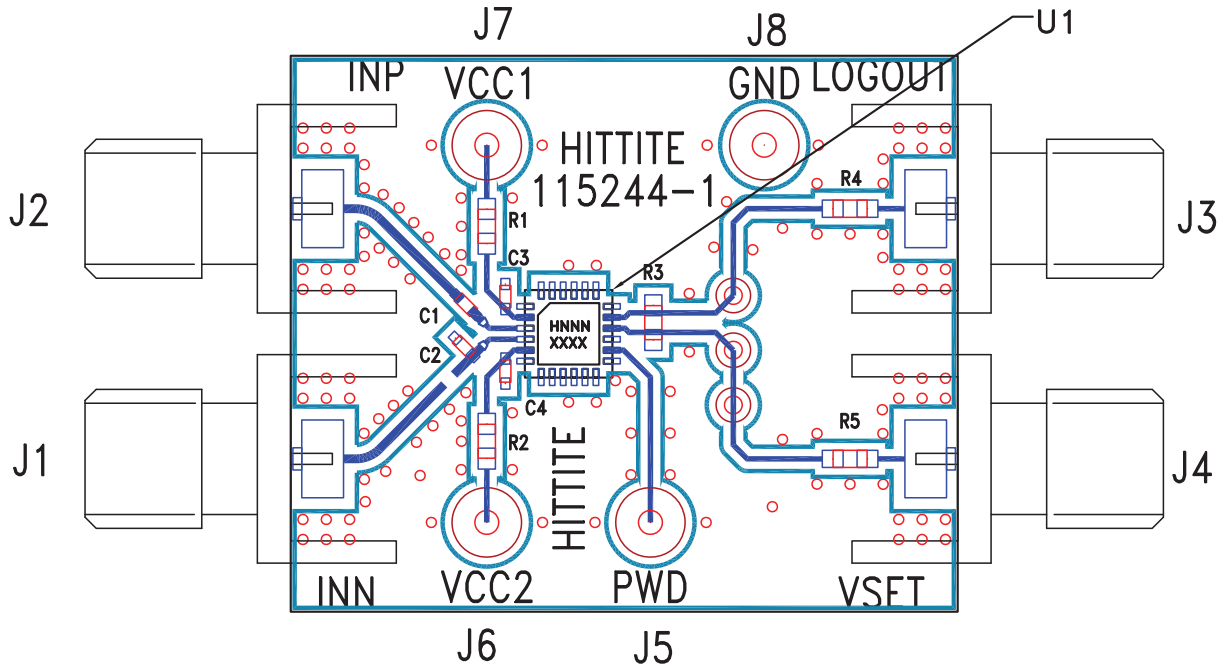 J7
J8
U1
INP
VCC1
GND
LOGOUT
HITTITE
115244-1
J2
R1
R4
J3
C3
R3
C1
HNNN
XXXX
C2
C4
J1
R2
HITTITE
R5
J4
INN
VCC2
PWD
VSET
J6
J5